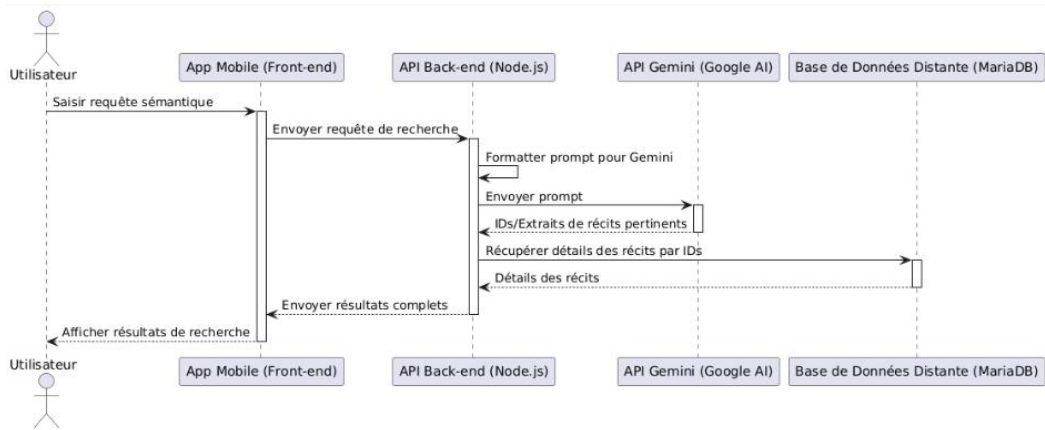 Utilisateur
App Mobile (Front-end)
API Back-end (Node.js)
API Gemini (Google AI)
Base de Données Distante (MariaDB)
Saisir requête sémantique
Envoyer requête de recherche
Formatter prompt pour Gemini
Envoyer prompt
IDs/Extraits de récits pertinents
Récupérer détails des récits par IDs
Détails des récits
Envoyer résultats complets
Afficher résultats de recherche
Utilisateur
App Mobile (Front-end)
API Back-end (Node.js)
API Gemini (Google AI)
Base de Données Distante (MariaDB)